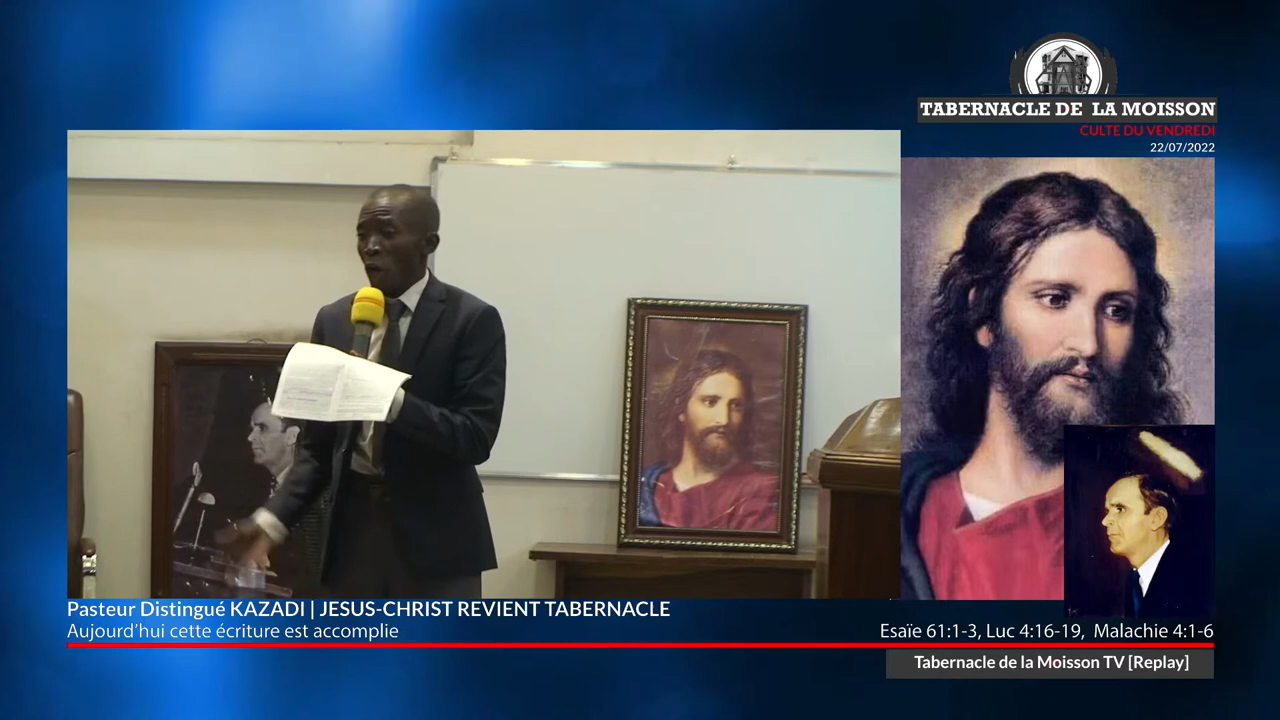 TABERNACLE DE LA MOISSON
CULTE DU VENDREDI
22/07/2022
Pasteur Distingué KAZADI | JESUS-CHRIST REVIENT TABERNACLE
Aujourd'hui cette écriture est accomplie
Esaïe 61:1-3, Luc 4:16-19, Malachie 4:1-6
Tabernacle de la Moisson TV [Replay]